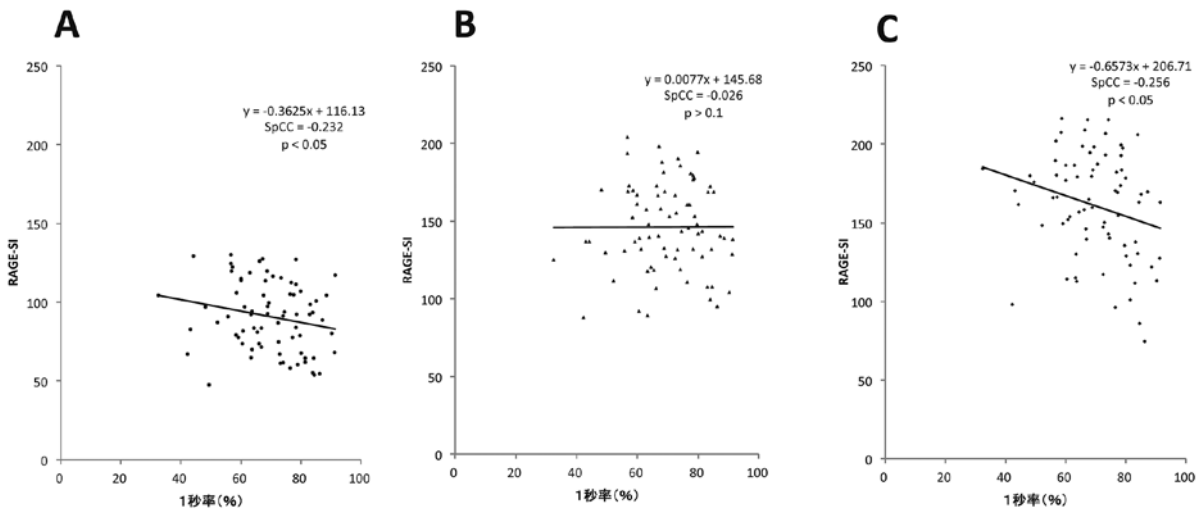 A
RAGE-SI
250
200
150
100
50
0
y = -0.3625x + 116.13
SpCC = -0.232
p < 0.05
0 20 40 60 80 100
1秒率(%)
B
RAGE-SI
250
200
150
100
50
0
y = 0.0077x + 145.68
SpCC = -0.026
p > 0.1
0 20 40 60 80 100
1秒率(%)
C
RAGE-SI
250
200
150
100
50
0
y = -0.6573x + 206.71
SpCC = -0.256
p < 0.05
0 20 40 60 80 100
1秒率(%)